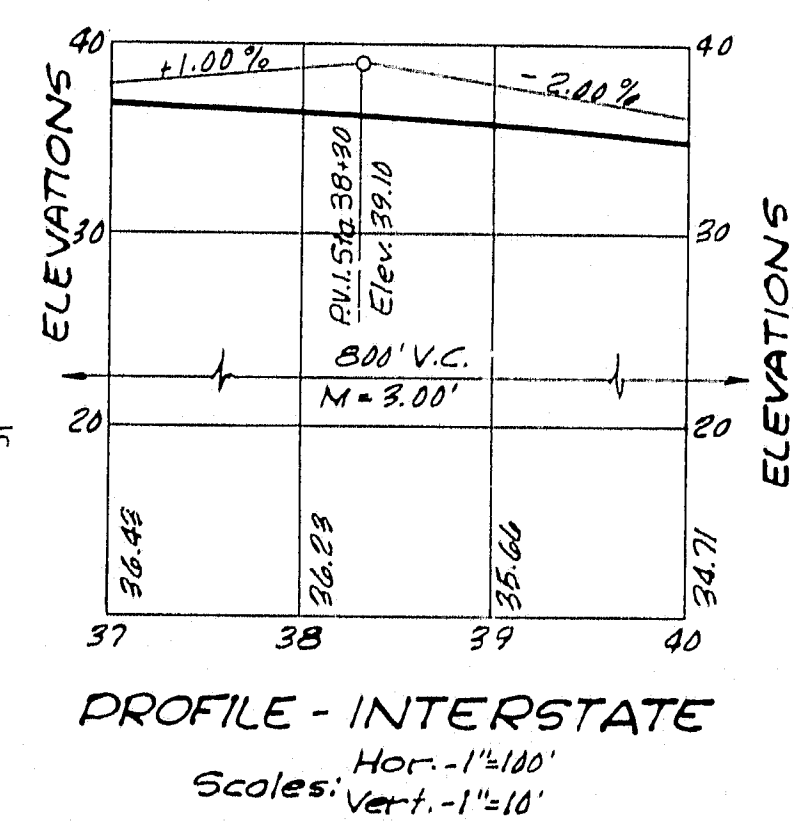 40
40
+1.00%
- 2.00%
ELEVATIONS
30
30
P.V.I. Sta. 38+30
Elev. 39.10
ELEVATIONS
800' V.C.
M = 3.00'
20
20
36.43
36.23
35.66
34.71
37
38
39
40
PROFILE - INTERSTATE
Scales: Hor. - 1"=100'
Vert. - 1"=10'